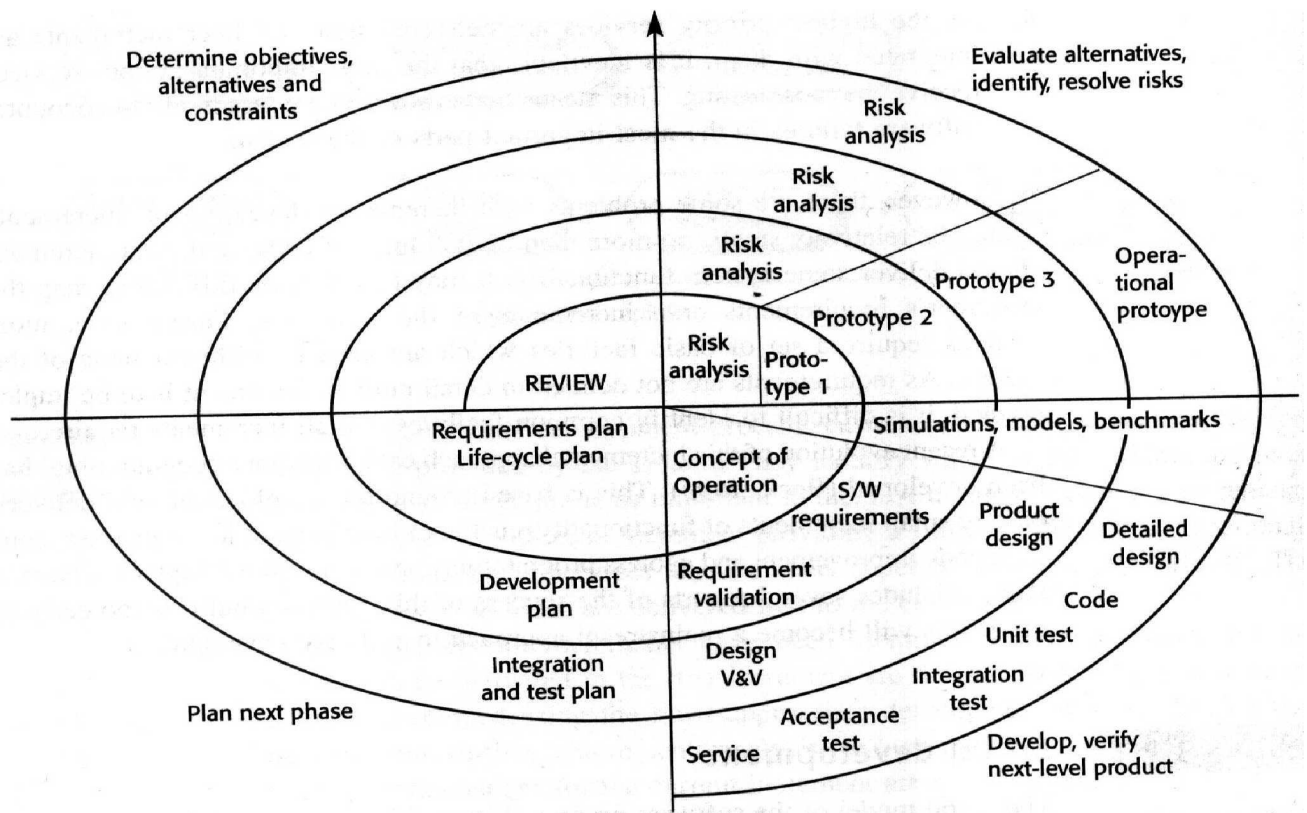 Determine objectives,
alternatives and
constraints
Evaluate alternatives,
identify, resolve risks
Risk
analysis
Risk
analysis
Risk
analysis
Risk
analysis
Proto-
type 1
Prototype 2
Prototype 3
Opera-
tional
protoype
REVIEW
Requirements plan
Life-cycle plan
Development
plan
Integration
and test plan
Plan next phase
Simulations, models, benchmarks
Concept of
Operation
S/W
requirements
Product
design
Detailed
design
Requirement
validation
Code
Design
V&V
Unit test
Integration
test
Acceptance
test
Service
Develop, verify
next-level product